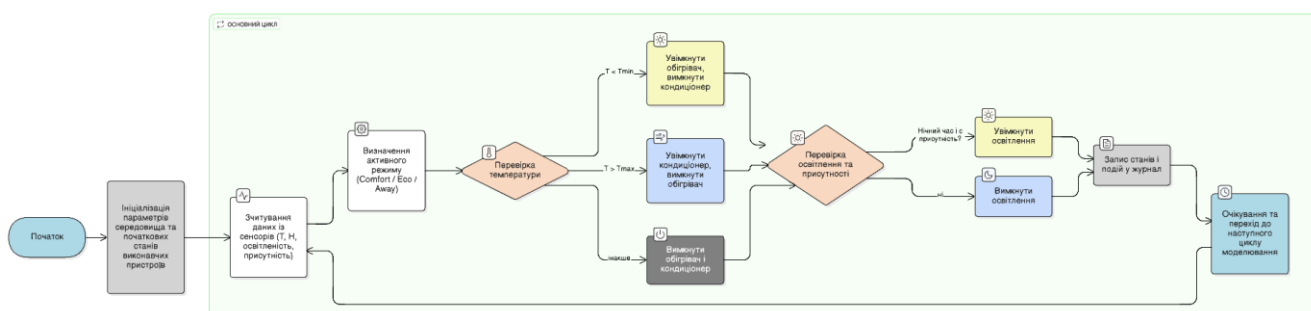 ОСНОВНИЙ ЦИКЛ
Початок
Ініціалізація
параметрів
середовища та
початкових
станів
виконавчих
пристроїв
Зчитування
даних із
сенсорів (T, H,
освітленість,
присутність)
Визначення
активного
режиму
(Comfort / Eco /
Away)
Перевірка
температури
T < Tmin
Увімкнути
обігрівач,
вимкнути
кондиціонер
T > Tmax
Увімкнути
кондиціонер,
вимкнути
обігрівач
інакше
Вимкнути
обігрівач і
кондиціонер
Перевірка
освітлення та
присутності
Нічний час і є
присутність?
Увімкнути
освітлення
ні
Вимкнути
освітлення
Запис станів і
подій у журнал
Очікування та
перехід до
наступного
циклу
моделювання